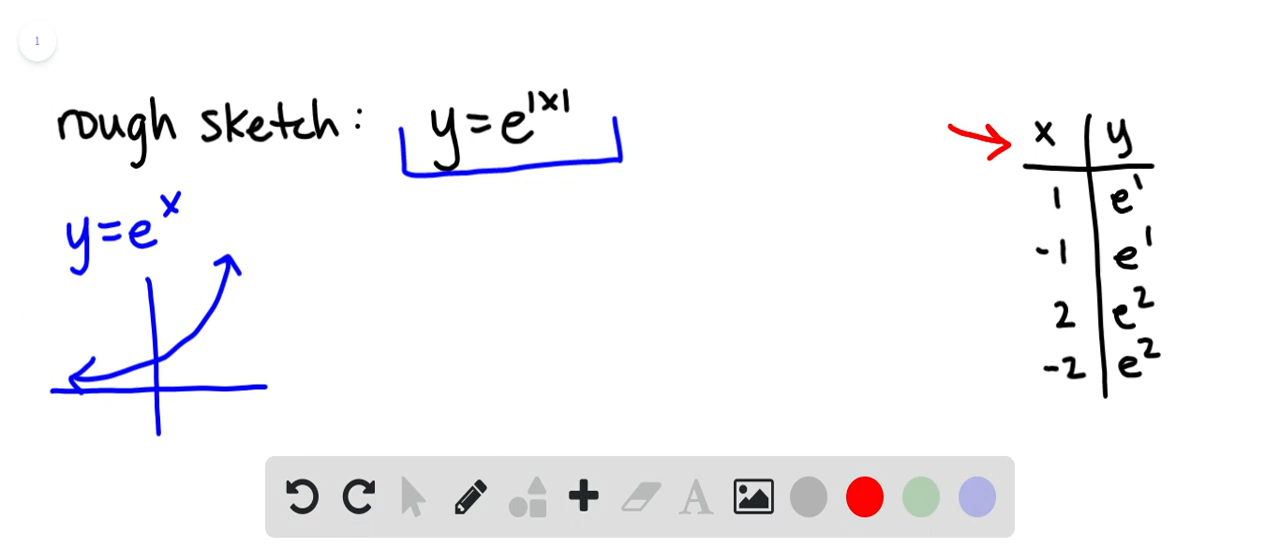 1
rough sketch: y=e^|x|
y=e^x
x y
1 e^1
-1 e^1
2 e^2
-2 e^2
A